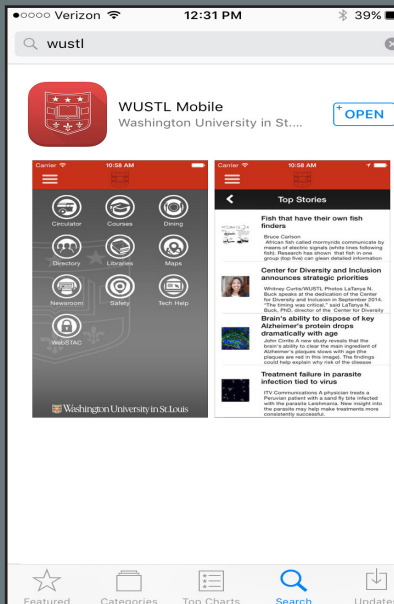 Verizon 12:31 PM 39%
wustl
WUSTL Mobile
Washington University in St....
+ OPEN
Carrier 10:58 AM
Circulator Courses Dining
Directory Libraries Maps
Newsroom Safety Tech Help
WebSTAC
Washington University in St. Louis
Carrier 10:58 AM
Top Stories
Fish that have their own fish
finders
Bruce Carlson
African fish called mormyrids communicate by
means of electric signals (white lines following
fish). Research has shown that fish in one
group (top five) can glean detailed information
Center for Diversity and Inclusion
announces strategic priorities
Whitney Curtis/WUSTL Photos LaTanya N.
Buck speaks at the dedication of the Center
for Diversity and Inclusion in September 2014.
"The timing was critical," said LaTanya N.
Buck, PhD, director of the Center for Diversity
Brain's ability to dispose of key
Alzheimer's protein drops
dramatically with age
John Cirrito A new study reveals that the
brain's ability to clear the main ingredient of
Alzheimer's plaques slows with age (the
plaques are red in this image). The findings
could help explain why risk of the disease
Treatment failure in parasite
infection tied to virus
ITV Communications A physician treats a
Peruvian patient with a sand fly bite infected
with the parasite Leishmania. New insight into
the parasite may help make treatments more
consistently successful.
Featured Categories Top Charts Search Updates